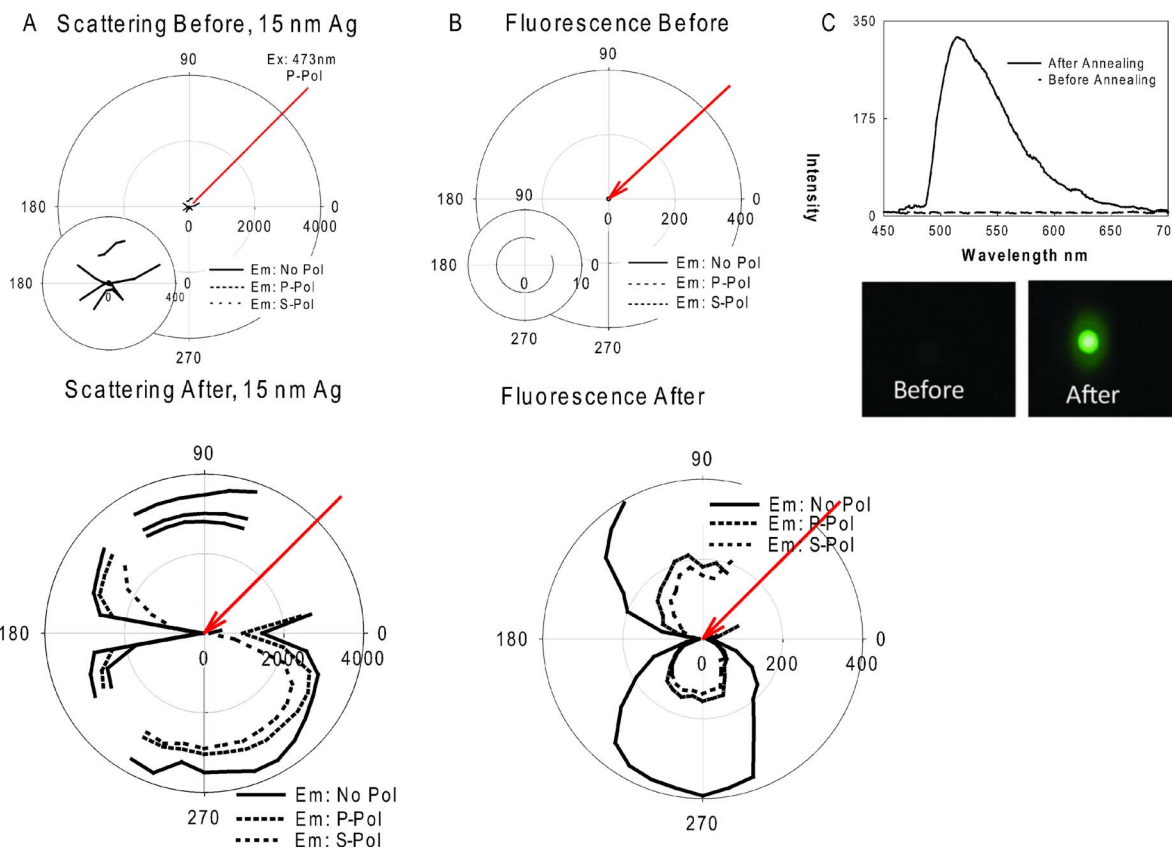 A Scattering Before, 15 nm Ag
90
Ex: 473nm
P-Pol
180
0
0 2000 4000
180
0
400
Em: No Pol
Em: P-Pol
Em: S-Pol
270
B Fluorescence Before
90
90
180
0
0 200 400
180
0
0 10
Em: No Pol
Em: P-Pol
Em: S-Pol
270
270
C
350
175
0
Intensity
After Annealing
Before Annealing
450 500 550 600 650 700
Wavelength nm
Before
After
Scattering After, 15 nm Ag
90
180
0
0 2000 4000
270
Em: No Pol
Em: P-Pol
Em: S-Pol
Fluorescence After
90
Em: No Pol
Em: P-Pol
Em: S-Pol
180
0
0 200 400
270